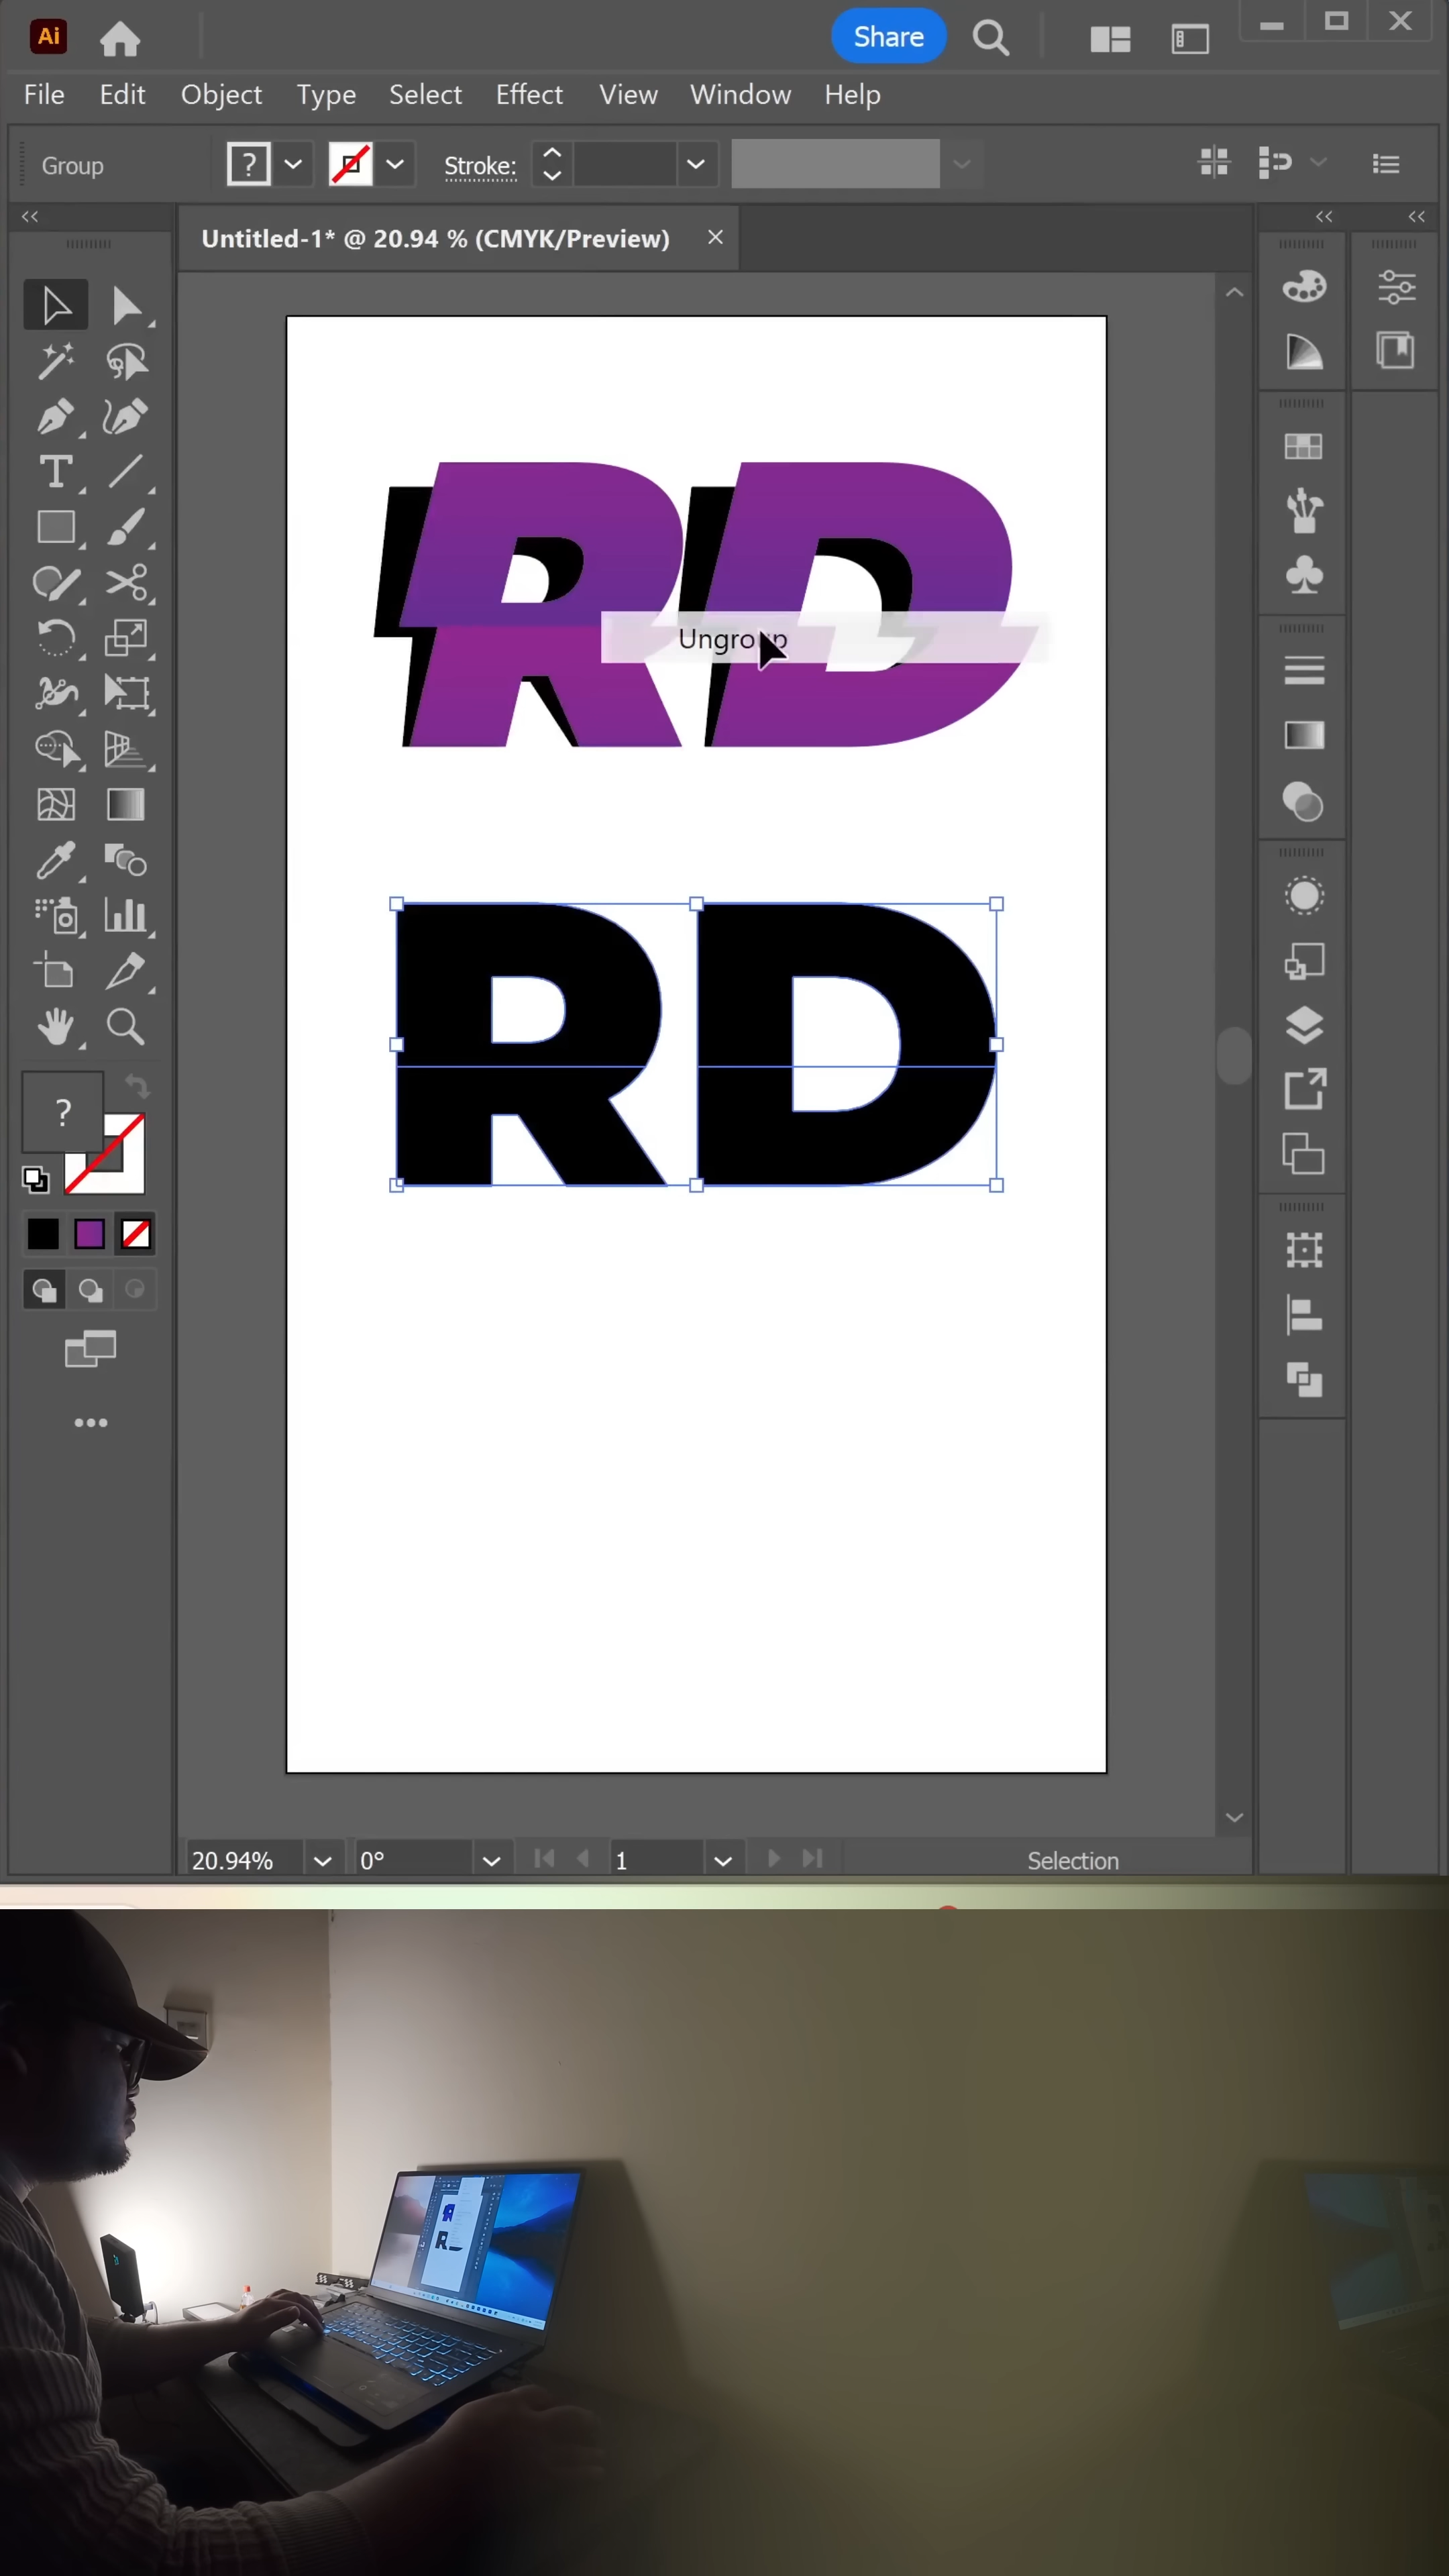 Ai
Share
File Edit Object Type Select Effect View Window Help
Group
?
Stroke:
Untitled-1* @ 20.94 % (CMYK/Preview)
RD
Ungroup
RD
?
20.94%
0°
1
Selection